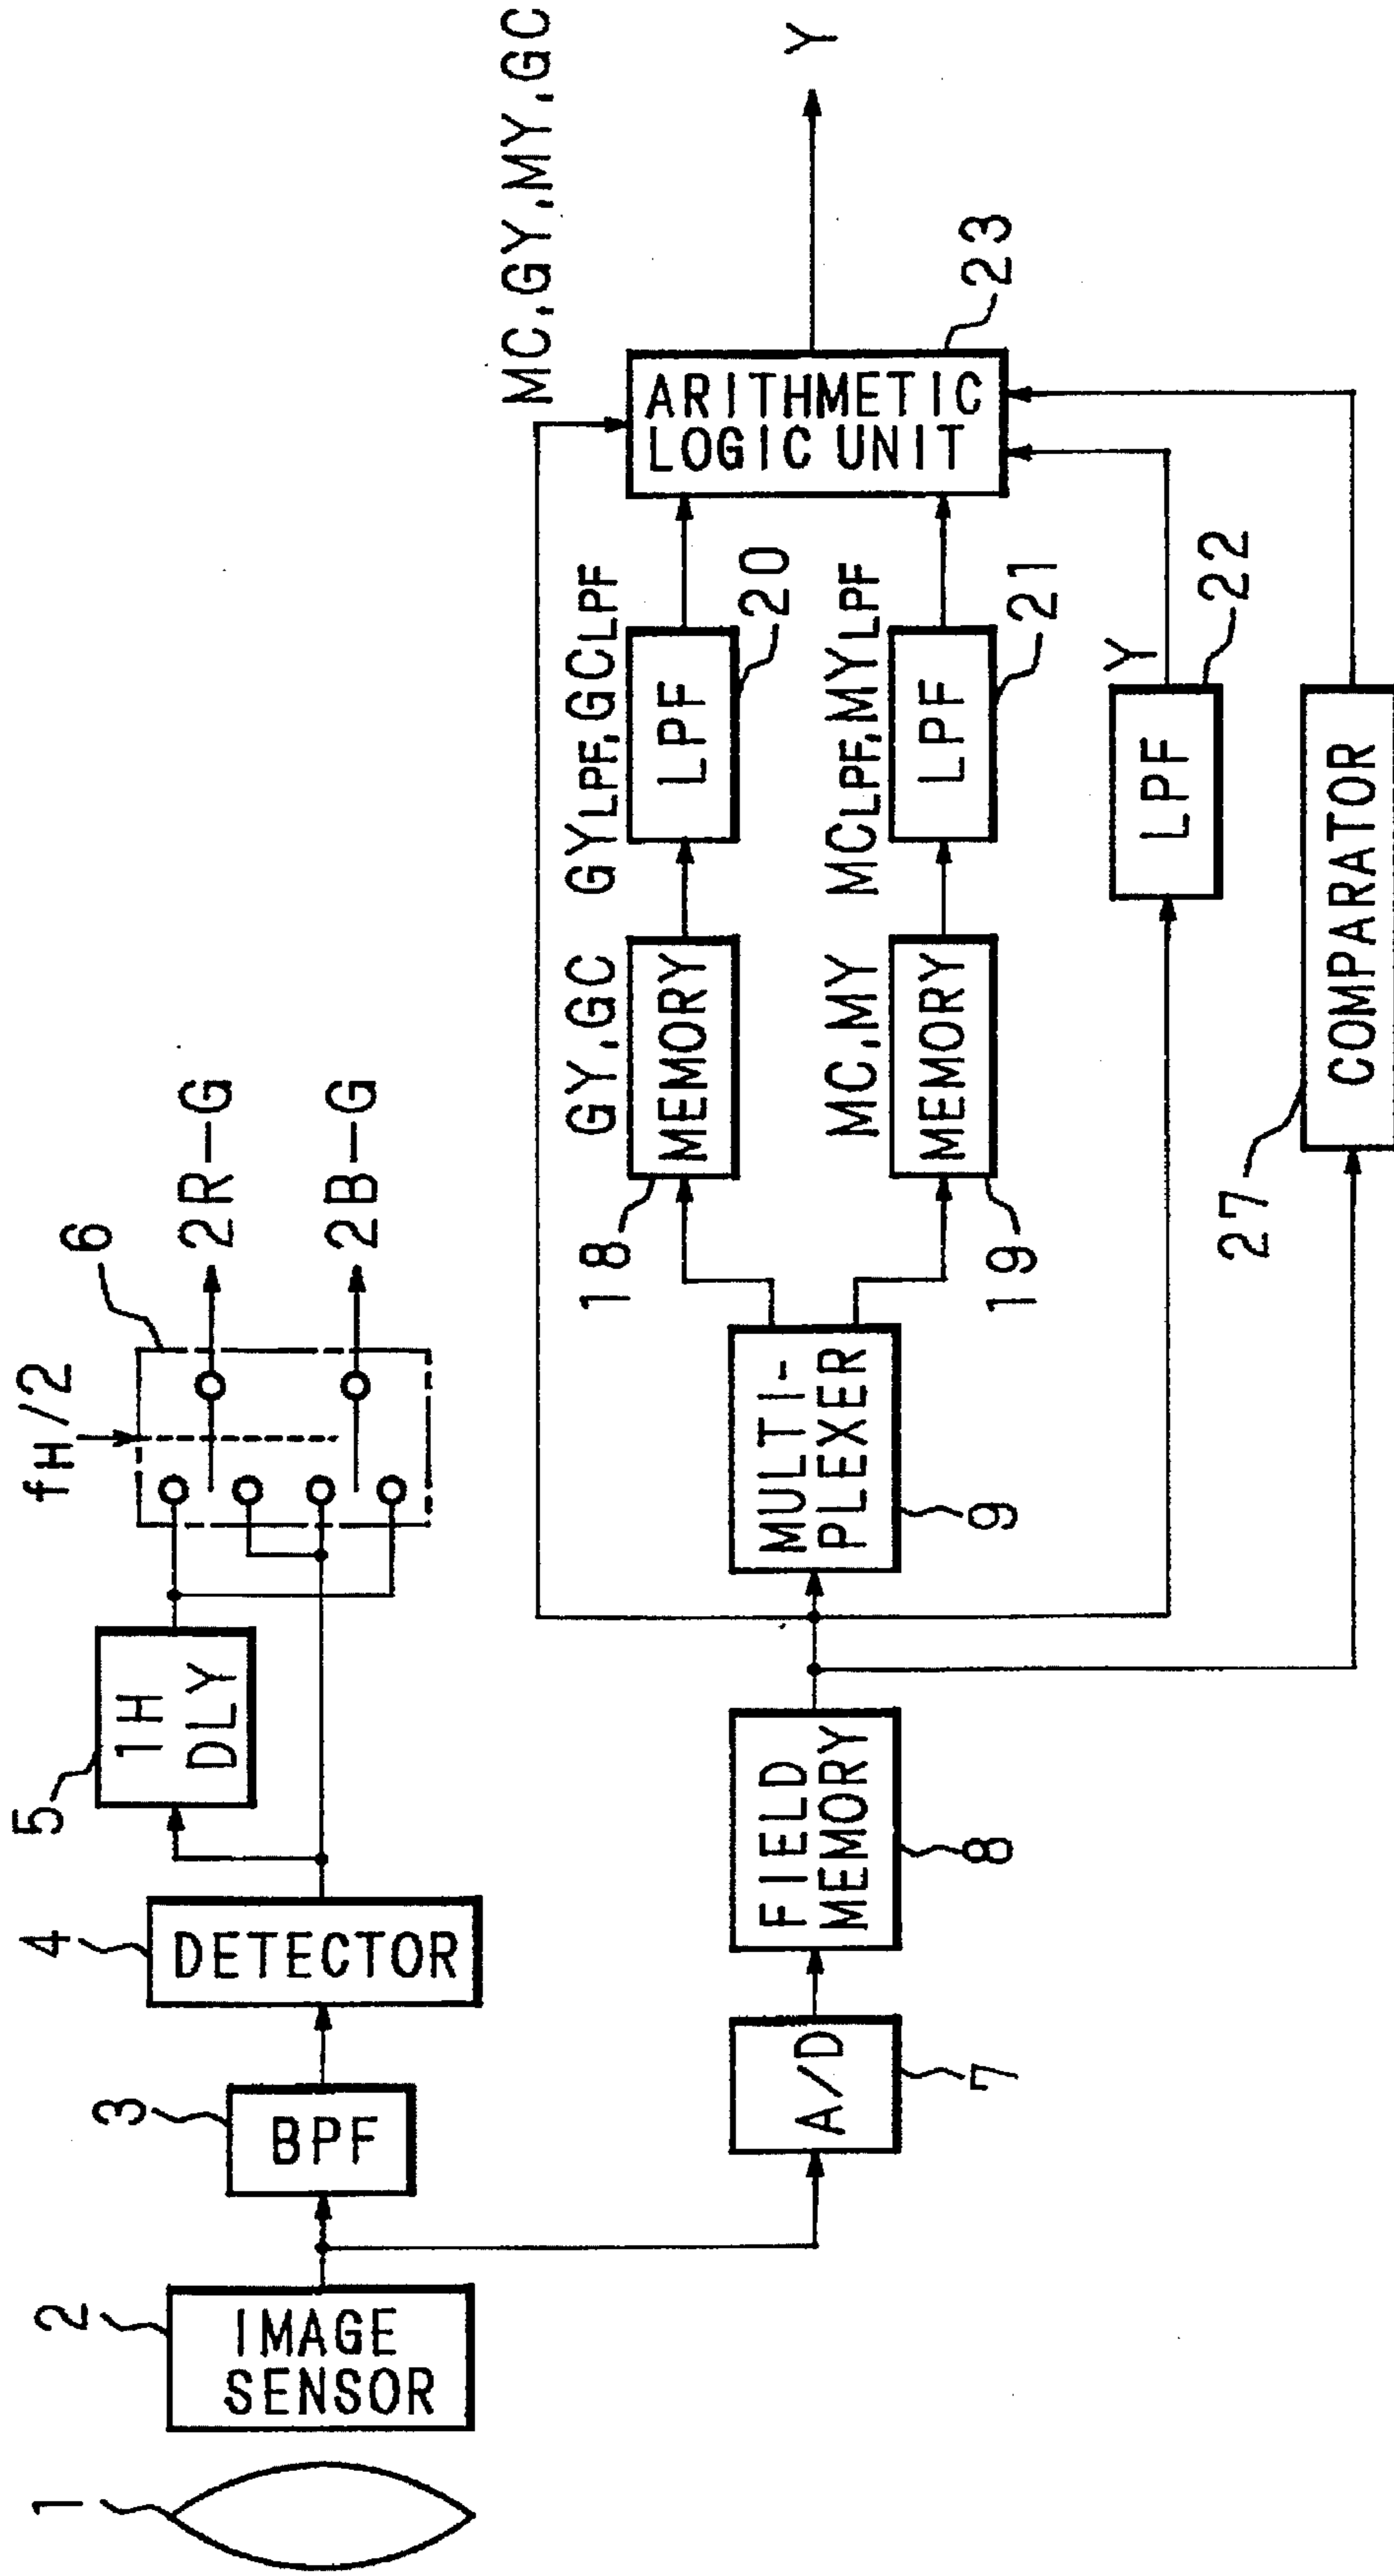 1
2
IMAGE
SENSOR
3
BPF
4
DETECTOR
5
1H
DLY
fH/2
6
2R-G
2B-G
A/D
7
FIELD
MEMORY
8
MULTI-
PLEXER
9
MC,GY,MY,GC
GY,GC
MEMORY
18
GYLPF,GCLPF
LPF
20
MC,MY
MEMORY
19
MCLPF,MYLPF
LPF
21
ARITHMETIC
LOGIC UNIT
23
Y
Y
LPF
22
COMPARATOR
27